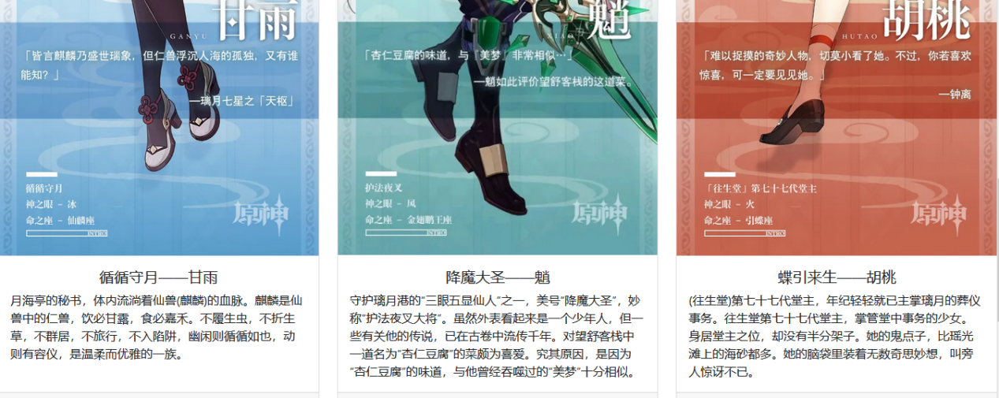 甘雨
GANYU
「皆言麒麟乃盛世瑞象，但仁兽浮沉人海的孤独，又有谁
能知？」
—璃月七星之「天枢」
循循守月
神之眼 - 冰
命之座 - 仙麟座
INTRO
原神
循循守月——甘雨
月海亭的秘书，体内流淌着仙兽(麒麟)的血脉。麒麟是仙
兽中的仁兽，饮必甘露，食必嘉禾。不履生虫，不折生
草，不群居，不旅行，不入陷阱，幽闲则循循如也，动
则有容仪，是温柔而优雅的一族。
魈
XIAO
「杏仁豆腐的味道，与『美梦』非常相似…」
—魈如此评价望舒客栈的这道菜。
护法夜叉
神之眼 - 风
命之座 - 金翅鹏王座
INTRO
原神
降魔大圣——魈
守护璃月港的“三眼五显仙人”之一，美号“降魔大圣”，妙
称“护法夜叉大将”。虽然外表看起来是一个少年人，但一
些有关他的传说，已在古卷中流传千年。对望舒客栈中
一道名为“杏仁豆腐”的菜颇为喜爱。究其原因，是因为
“杏仁豆腐”的味道，与他曾经吞噬过的“美梦”十分相似。
胡桃
HUTAO
「难以捉摸的奇妙人物，切莫小看了她。不过，你若喜欢
惊喜，可一定要见见她。」
—钟离
「往生堂」第七十七代堂主
神之眼 - 火
命之座 - 引蝶座
INTRO
原神
蝶引来生——胡桃
(往生堂)第七十七代堂主，年纪轻轻就已主掌璃月的葬仪
事务。往生堂第七十七代堂主，掌管堂中事务的少女。
身居堂主之位，却没有半分架子。她的鬼点子，比瑶光
滩上的海砂都多。她的脑袋里装着无数奇思妙想，叫旁
人惊讶不已。